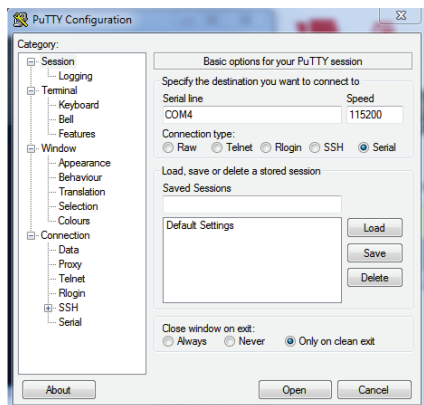 PuTTY Configuration
Category:
Session
Logging
Terminal
Keyboard
Bell
Features
Window
Appearance
Behaviour
Translation
Selection
Colours
Connection
Data
Proxy
Telnet
Rlogin
SSH
Serial
Basic options for your PuTTY session
Specify the destination you want to connect to
Serial line Speed
COM4 115200
Connection type:
Raw Telnet Rlogin SSH Serial
Load, save or delete a stored session
Saved Sessions
Default Settings
Load
Save
Delete
Close window on exit:
Always Never Only on clean exit
About Open Cancel